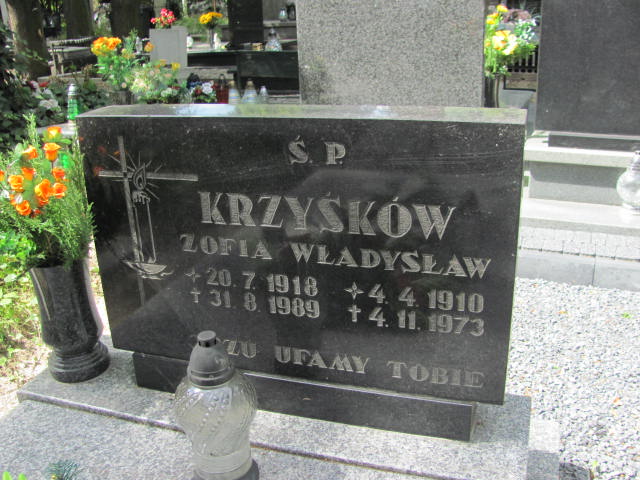 Ś. P.
KRZYŚKÓW
ZOFIA WŁADYSŁAW
20.7.1918 4.4.1910
31.8.1989 4.11.1973
UFAMY TOBIE